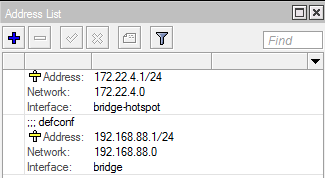 Address List
Find
Address: 172.22.4.1/24
Network: 172.22.4.0
Interface: bridge-hotspot
;;; defconf
Address: 192.168.88.1/24
Network: 192.168.88.0
Interface: bridge